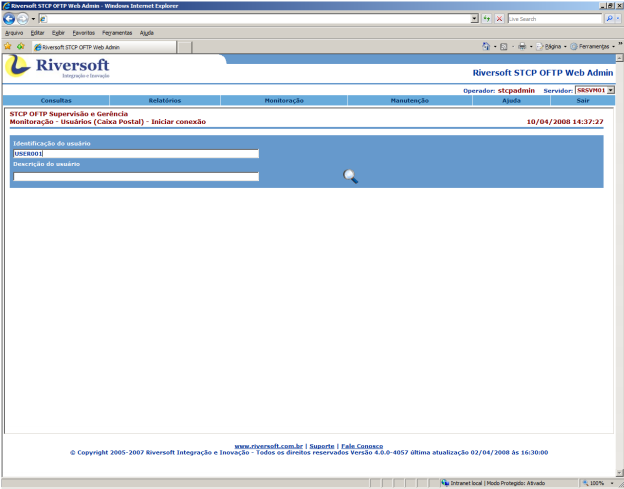 Riversoft STCP OFTP Web Admin - Windows Internet Explorer
Live Search
Arquivo Editar Exibir Favoritos Ferramentas Ajuda
Riversoft STCP OFTP Web Admin
Página Ferramentas
Riversoft
Integração e Inovação
Riversoft STCP OFTP Web Admin
Operador: stcpadmin Servidor: SRSVM01
Consultas Relatórios Monitoração Manutenção Ajuda Sair
STCP OFTP Supervisão e Gerência
Monitoração - Usuários (Caixa Postal) - Iniciar conexão
10/04/2008 14:37:27
Identificação do usuário
USER001
Descrição do usuário
www.riversoft.com.br | Suporte | Fale Conosco
© Copyright 2005-2007 Riversoft Integração e Inovação - Todos os direitos reservados Versão 4.0.0-4057 última atualização 02/04/2008 às 16:30:00
Intranet local | Modo Protegido: Ativado
100%